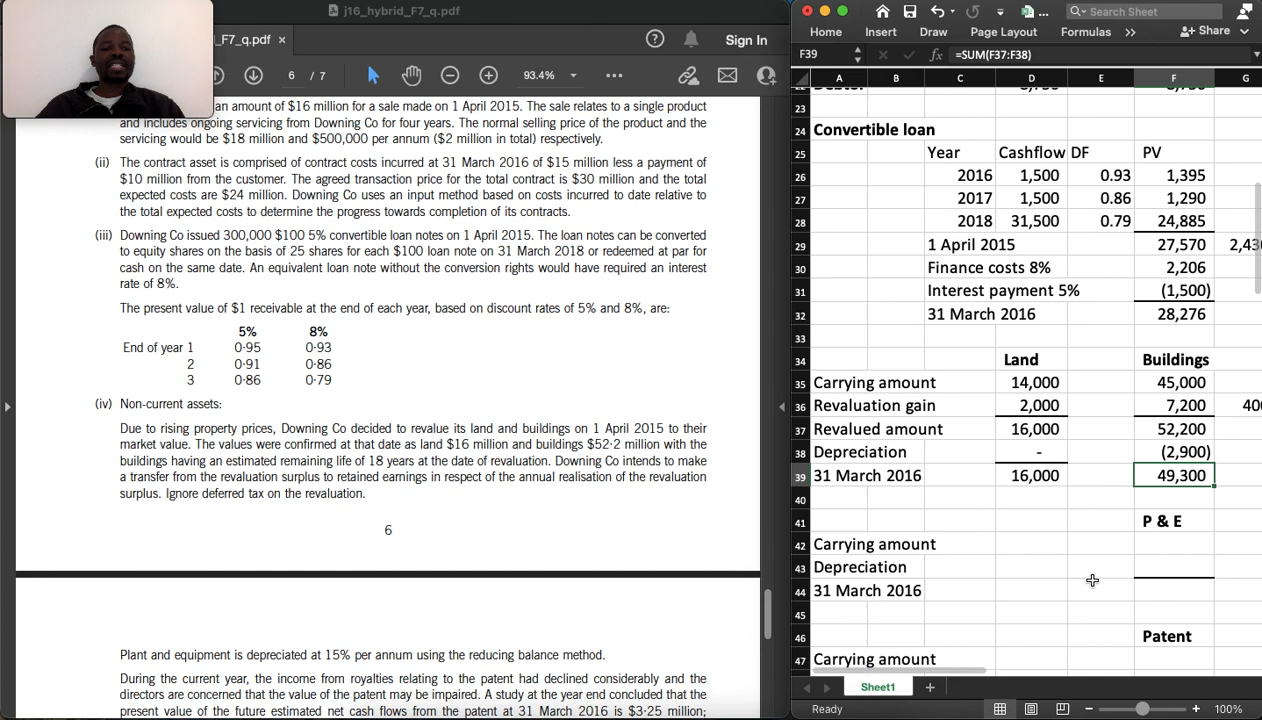 j16_hybrid_F7_q.pdf
_F7_q.pdf ×
Sign In
6 / 7
93.4%
an amount of $16 million for a sale made on 1 April 2015. The sale relates to a single product
and includes ongoing servicing from Downing Co for four years. The normal selling price of the product and the
servicing would be $18 million and $500,000 per annum ($2 million in total) respectively.
(ii) The contract asset is comprised of contract costs incurred at 31 March 2016 of $15 million less a payment of
$10 million from the customer. The agreed transaction price for the total contract is $30 million and the total
expected costs are $24 million. Downing Co uses an input method based on costs incurred to date relative to
the total expected costs to determine the progress towards completion of its contracts.
(iii) Downing Co issued 300,000 $100 5% convertible loan notes on 1 April 2015. The loan notes can be converted
to equity shares on the basis of 25 shares for each $100 loan note on 31 March 2018 or redeemed at par for
cash on the same date. An equivalent loan note without the conversion rights would have required an interest
rate of 8%.
The present value of $1 receivable at the end of each year, based on discount rates of 5% and 8%, are:
5% 8%
End of year 1 0·95 0·93
2 0·91 0·86
3 0·86 0·79
(iv) Non-current assets:
Due to rising property prices, Downing Co decided to revalue its land and buildings on 1 April 2015 to their
market value. The values were confirmed at that date as land $16 million and buildings $52·2 million with the
buildings having an estimated remaining life of 18 years at the date of revaluation. Downing Co intends to make
a transfer from the revaluation surplus to retained earnings in respect of the annual realisation of the revaluation
surplus. Ignore deferred tax on the revaluation.
6
Plant and equipment is depreciated at 15% per annum using the reducing balance method.
During the current year, the income from royalties relating to the patent had declined considerably and the
directors are concerned that the value of the patent may be impaired. A study at the year end concluded that the
present value of the future estimated net cash flows from the patent at 31 March 2016 is $3·25 million;
Search Sheet
Home Insert Draw Page Layout Formulas >> Share
F39 fx =SUM(F37:F38)
A B C D E F G
23
24 Convertible loan
25 Year Cashflow DF PV
26 2016 1,500 0.93 1,395
27 2017 1,500 0.86 1,290
28 2018 31,500 0.79 24,885
29 1 April 2015 27,570 2,430
30 Finance costs 8% 2,206
31 Interest payment 5% (1,500)
32 31 March 2016 28,276
33
34 Land Buildings
35 Carrying amount 14,000 45,000
36 Revaluation gain 2,000 7,200 400
37 Revalued amount 16,000 52,200
38 Depreciation - (2,900)
39 31 March 2016 16,000 49,300
40
41 P & E
42 Carrying amount
43 Depreciation
44 31 March 2016
45
46 Patent
47 Carrying amount
Sheet1 +
Ready 100%